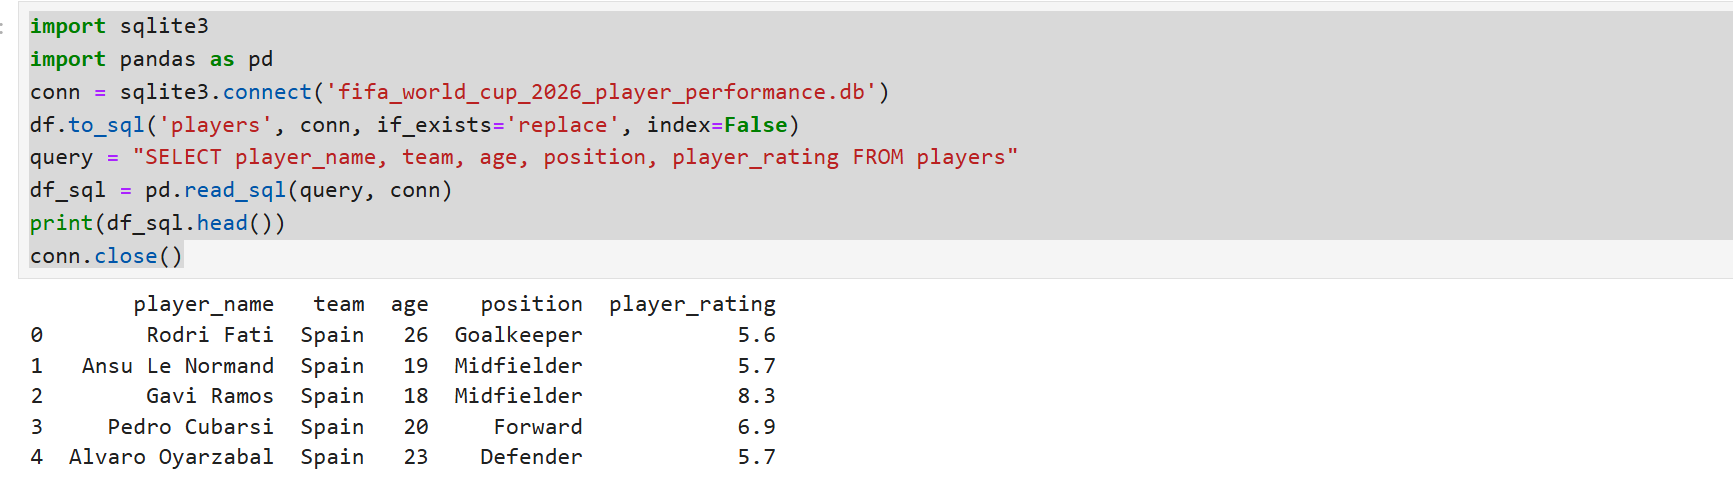 import sqlite3
import pandas as pd
conn = sqlite3.connect('fifa_world_cup_2026_player_performance.db')
df.to_sql('players', conn, if_exists='replace', index=False)
query = "SELECT player_name, team, age, position, player_rating FROM players"
df_sql = pd.read_sql(query, conn)
print(df_sql.head())
conn.close()
player_name team age position player_rating
0 Rodri Fati Spain 26 Goalkeeper 5.6
1 Ansu Le Normand Spain 19 Midfielder 5.7
2 Gavi Ramos Spain 18 Midfielder 8.3
3 Pedro Cubarsi Spain 20 Forward 6.9
4 Alvaro Oyarzabal Spain 23 Defender 5.7